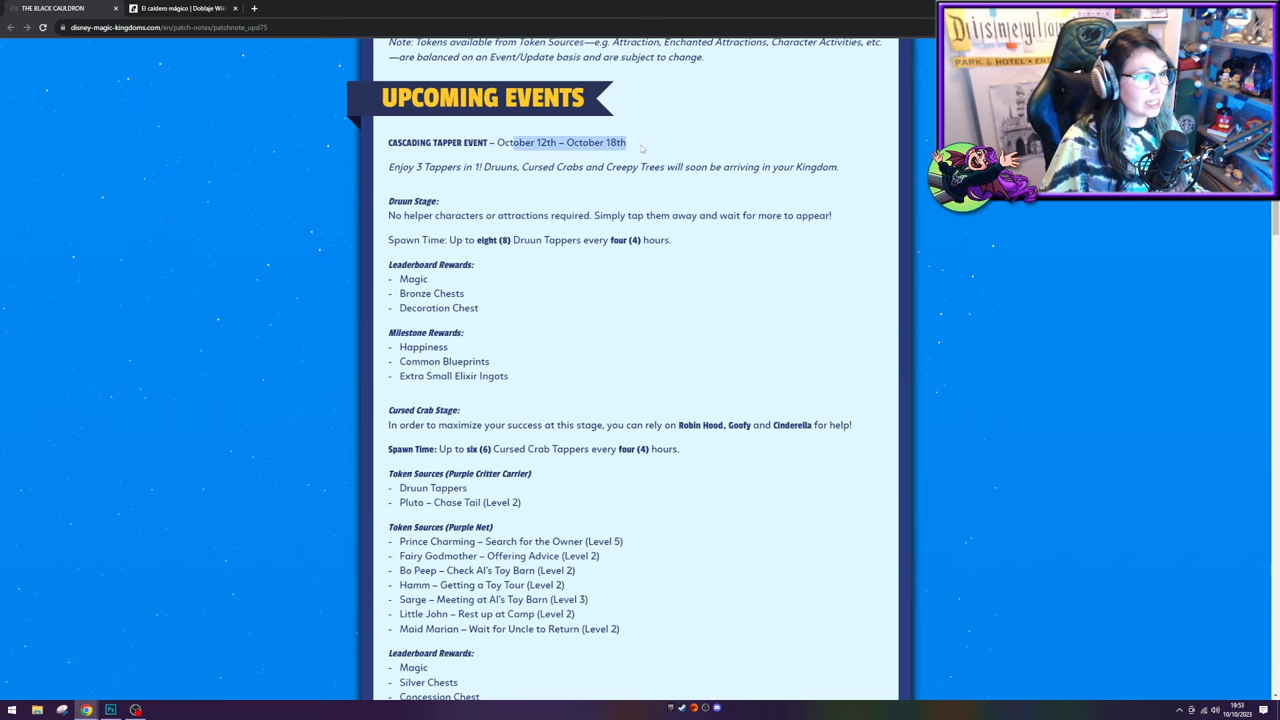 THE BLACK CAULDRON
El caldero mágico | Doblaje Wiki
disney-magic-kingdoms.com/en/patch-notes/patchnote_upd75
Note: Tokens available from Token Sources—e.g. Attraction, Enchanted Attractions, Character Activities, etc.
—are balanced on an Event/Update basis and are subject to change.
UPCOMING EVENTS
CASCADING TAPPER EVENT – October 12th – October 18th
Enjoy 3 Tappers in 1! Druuns, Cursed Crabs and Creepy Trees will soon be arriving in your Kingdom.
Druun Stage:
No helper characters or attractions required. Simply tap them away and wait for more to appear!
Spawn Time: Up to eight (8) Druun Tappers every four (4) hours.
Leaderboard Rewards:
- Magic
- Bronze Chests
- Decoration Chest
Milestone Rewards:
- Happiness
- Common Blueprints
- Extra Small Elixir Ingots
Cursed Crab Stage:
In order to maximize your success at this stage, you can rely on Robin Hood, Goofy and Cinderella for help!
Spawn Time: Up to six (6) Cursed Crab Tappers every four (4) hours.
Token Sources (Purple Critter Carrier)
- Druun Tappers
- Pluto – Chase Tail (Level 2)
Token Sources (Purple Net)
- Prince Charming – Search for the Owner (Level 5)
- Fairy Godmother – Offering Advice (Level 2)
- Bo Peep – Check Al's Toy Barn (Level 2)
- Hamm – Getting a Toy Tour (Level 2)
- Sarge – Meeting at Al's Toy Barn (Level 3)
- Little John – Rest up at Camp (Level 2)
- Maid Marian – Wait for Uncle to Return (Level 2)
Leaderboard Rewards:
- Magic
- Silver Chests
- Concession Chest
PARK & HOTEL
19:53
10/10/2023